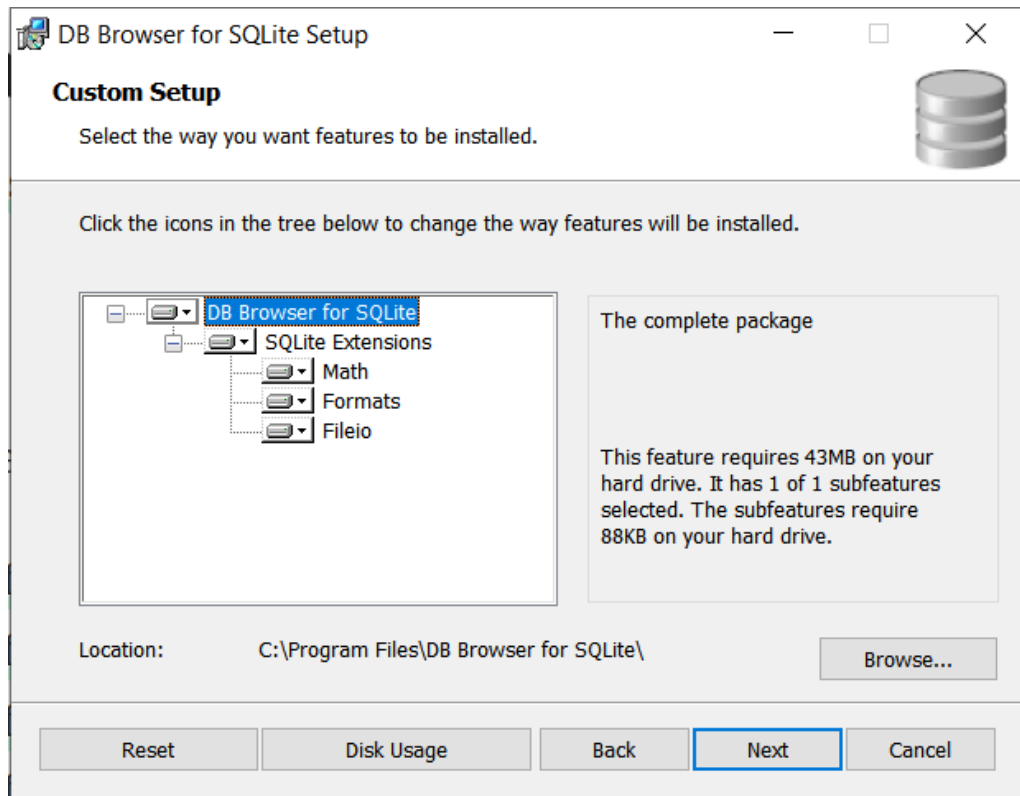 DB Browser for SQLite Setup
Custom Setup
Select the way you want features to be installed.
Click the icons in the tree below to change the way features will be installed.
DB Browser for SQLite
SQLite Extensions
Math
Formats
Fileio
The complete package
This feature requires 43MB on your
hard drive. It has 1 of 1 subfeatures
selected. The subfeatures require
88KB on your hard drive.
Location: C:\Program Files\DB Browser for SQLite\
Browse...
Reset Disk Usage Back Next Cancel